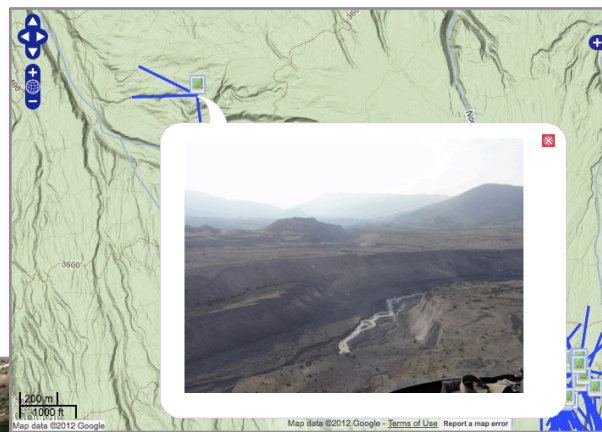 3600'
3600'
200 m
1000 ft
Map data ©2012 Google
Map data ©2012 Google - Terms of Use Report a map error